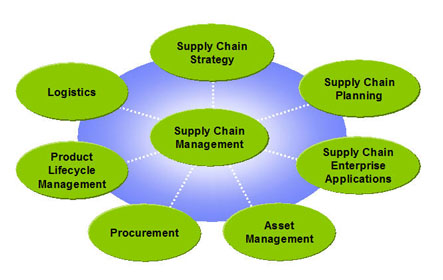 Supply Chain
Strategy
Logistics
Supply Chain
Planning
Supply Chain
Management
Product
Lifecycle
Management
Supply Chain
Enterprise
Applications
Procurement
Asset
Management